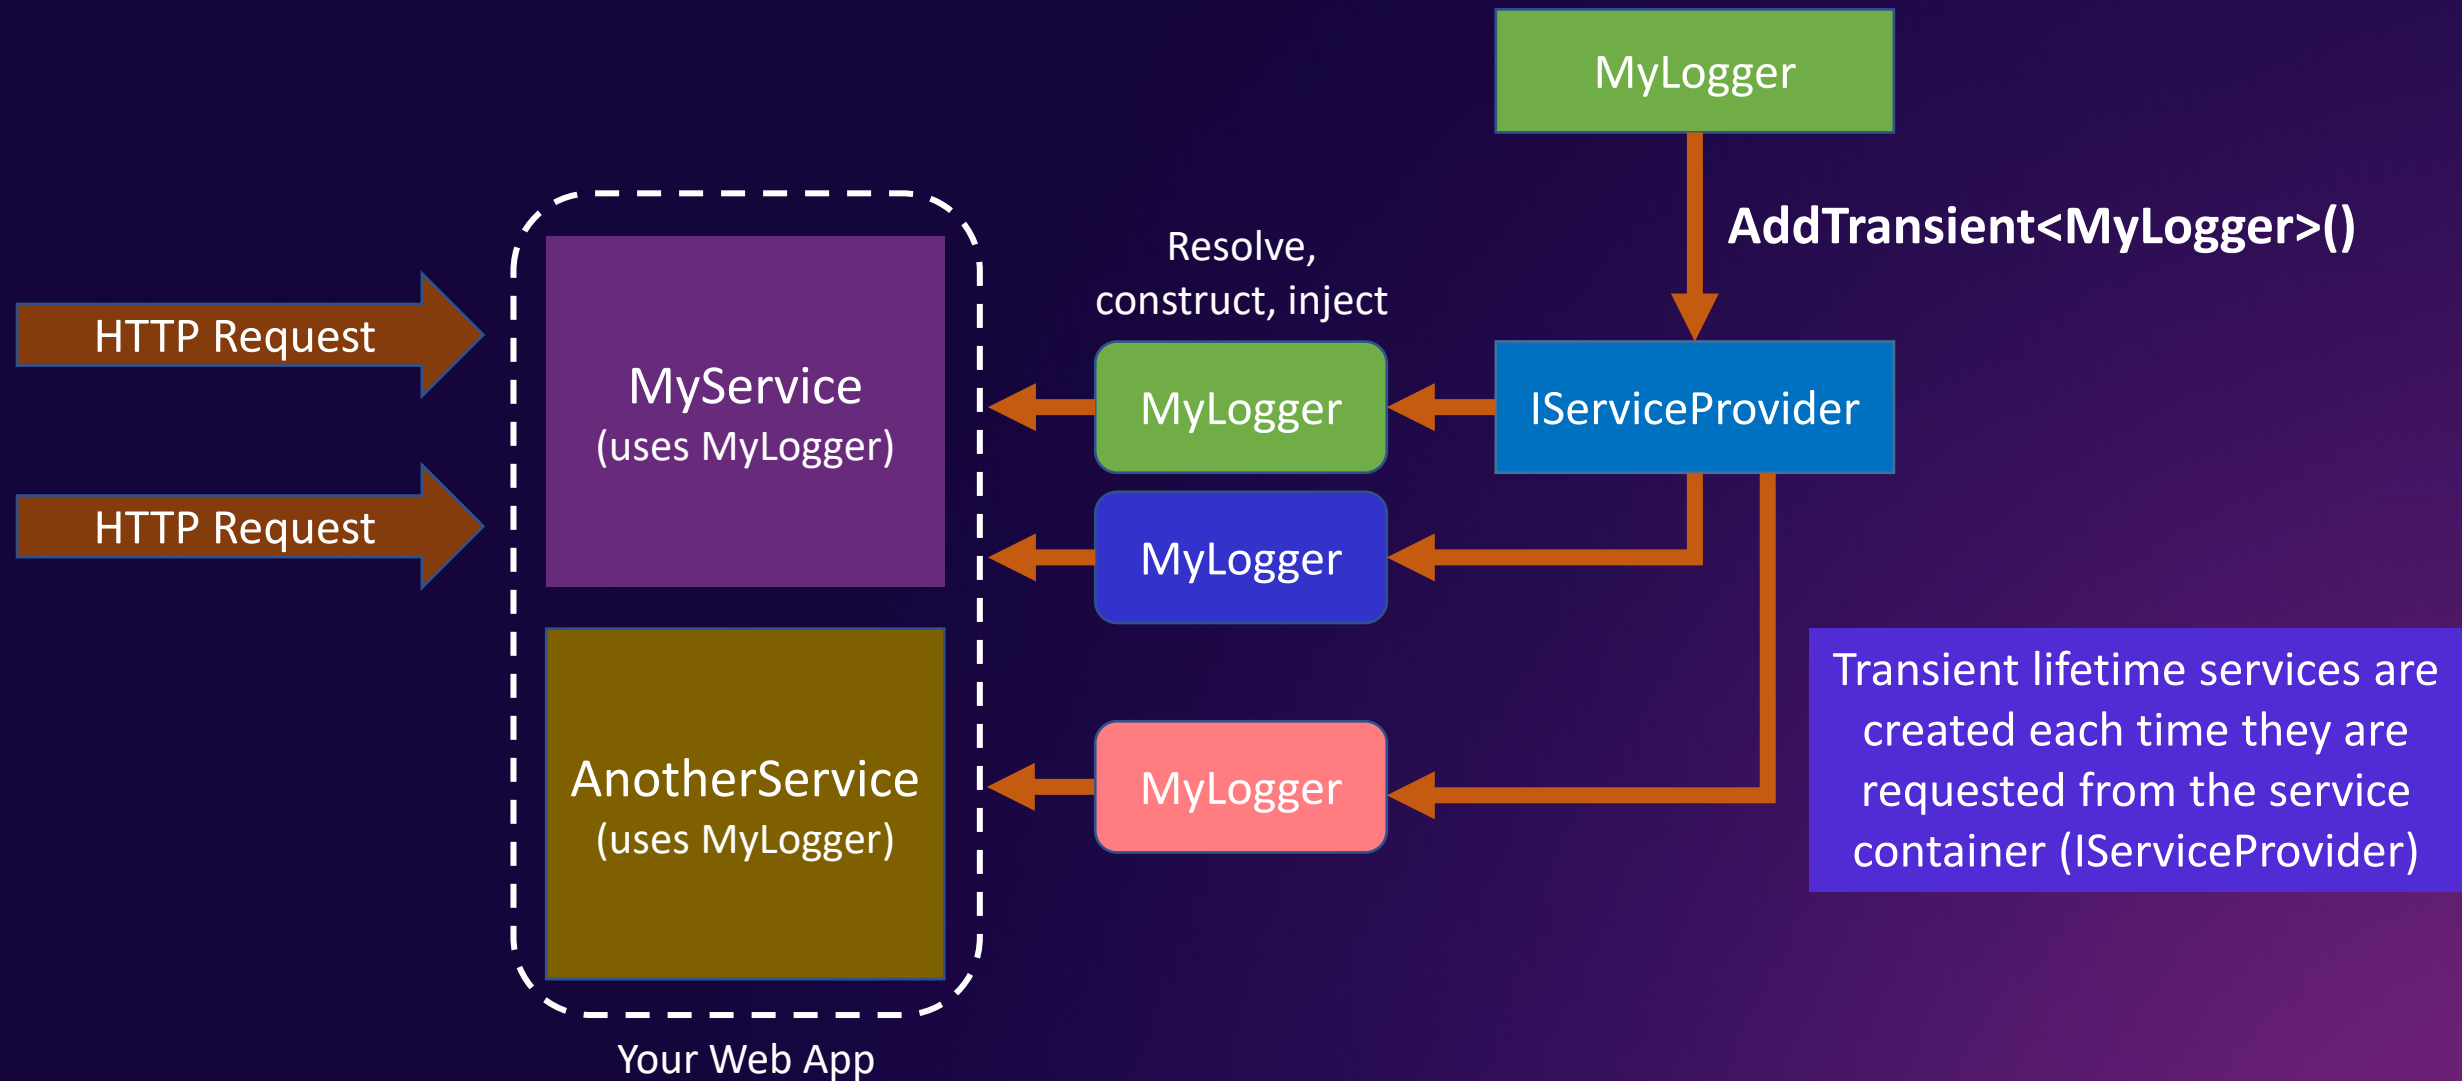 MyLogger
AddTransient<MyLogger>()
Resolve,
construct, inject
HTTP Request
MyService
(uses MyLogger)
MyLogger
IServiceProvider
HTTP Request
MyLogger
AnotherService
(uses MyLogger)
MyLogger
Transient lifetime services are
created each time they are
requested from the service
container (IServiceProvider)
Your Web App